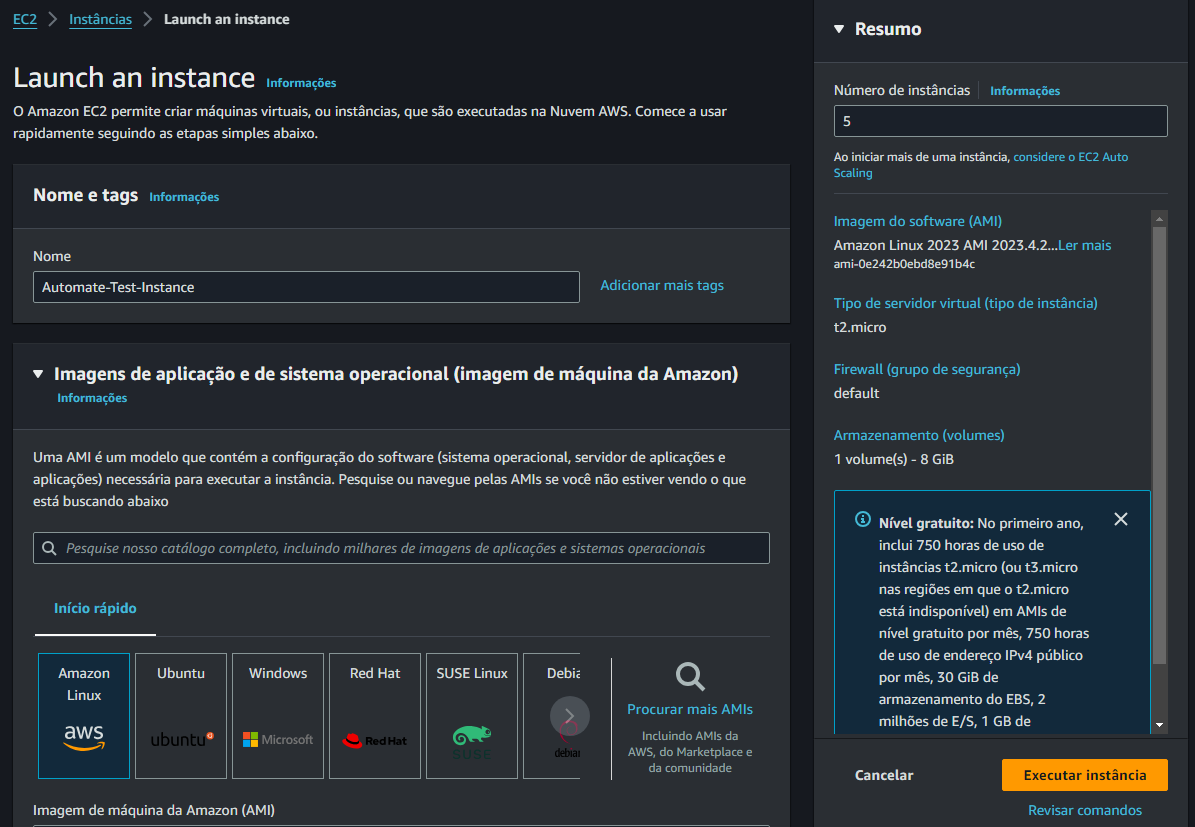 EC2 > Instâncias > Launch an instance
Launch an instance Informações
O Amazon EC2 permite criar máquinas virtuais, ou instâncias, que são executadas na Nuvem AWS. Comece a usar
rapidamente seguindo as etapas simples abaixo.
Nome e tags Informações
Nome
Automate-Test-Instance
Adicionar mais tags
Imagens de aplicação e de sistema operacional (imagem de máquina da Amazon)
Informações
Uma AMI é um modelo que contém a configuração do software (sistema operacional, servidor de aplicações e
aplicações) necessária para executar a instância. Pesquise ou navegue pelas AMIs se você não estiver vendo o que
está buscando abaixo
Pesquise nosso catálogo completo, incluindo milhares de imagens de aplicações e sistemas operacionais
Início rápido
Amazon
Linux
aws
Ubuntu
ubuntu
Windows
Microsoft
Red Hat
Red Hat
SUSE Linux
SUSE
Debia
debian
Procurar mais AMIs
Incluindo AMIs da
AWS, do Marketplace e
da comunidade
Imagem de máquina da Amazon (AMI)
Resumo
Número de instâncias Informações
5
Ao iniciar mais de uma instância, considere o EC2 Auto
Scaling
Imagem do software (AMI)
Amazon Linux 2023 AMI 2023.4.2...Ler mais
ami-0e242b0ebd8e91b4c
Tipo de servidor virtual (tipo de instância)
t2.micro
Firewall (grupo de segurança)
default
Armazenamento (volumes)
1 volume(s) - 8 GiB
Nível gratuito: No primeiro ano,
inclui 750 horas de uso de
instâncias t2.micro (ou t3.micro
nas regiões em que o t2.micro
está indisponível) em AMIs de
nível gratuito por mês, 750 horas
de uso de endereço IPv4 público
por mês, 30 GiB de
armazenamento do EBS, 2
milhões de E/S, 1 GB de
Cancelar
Executar instância
Revisar comandos